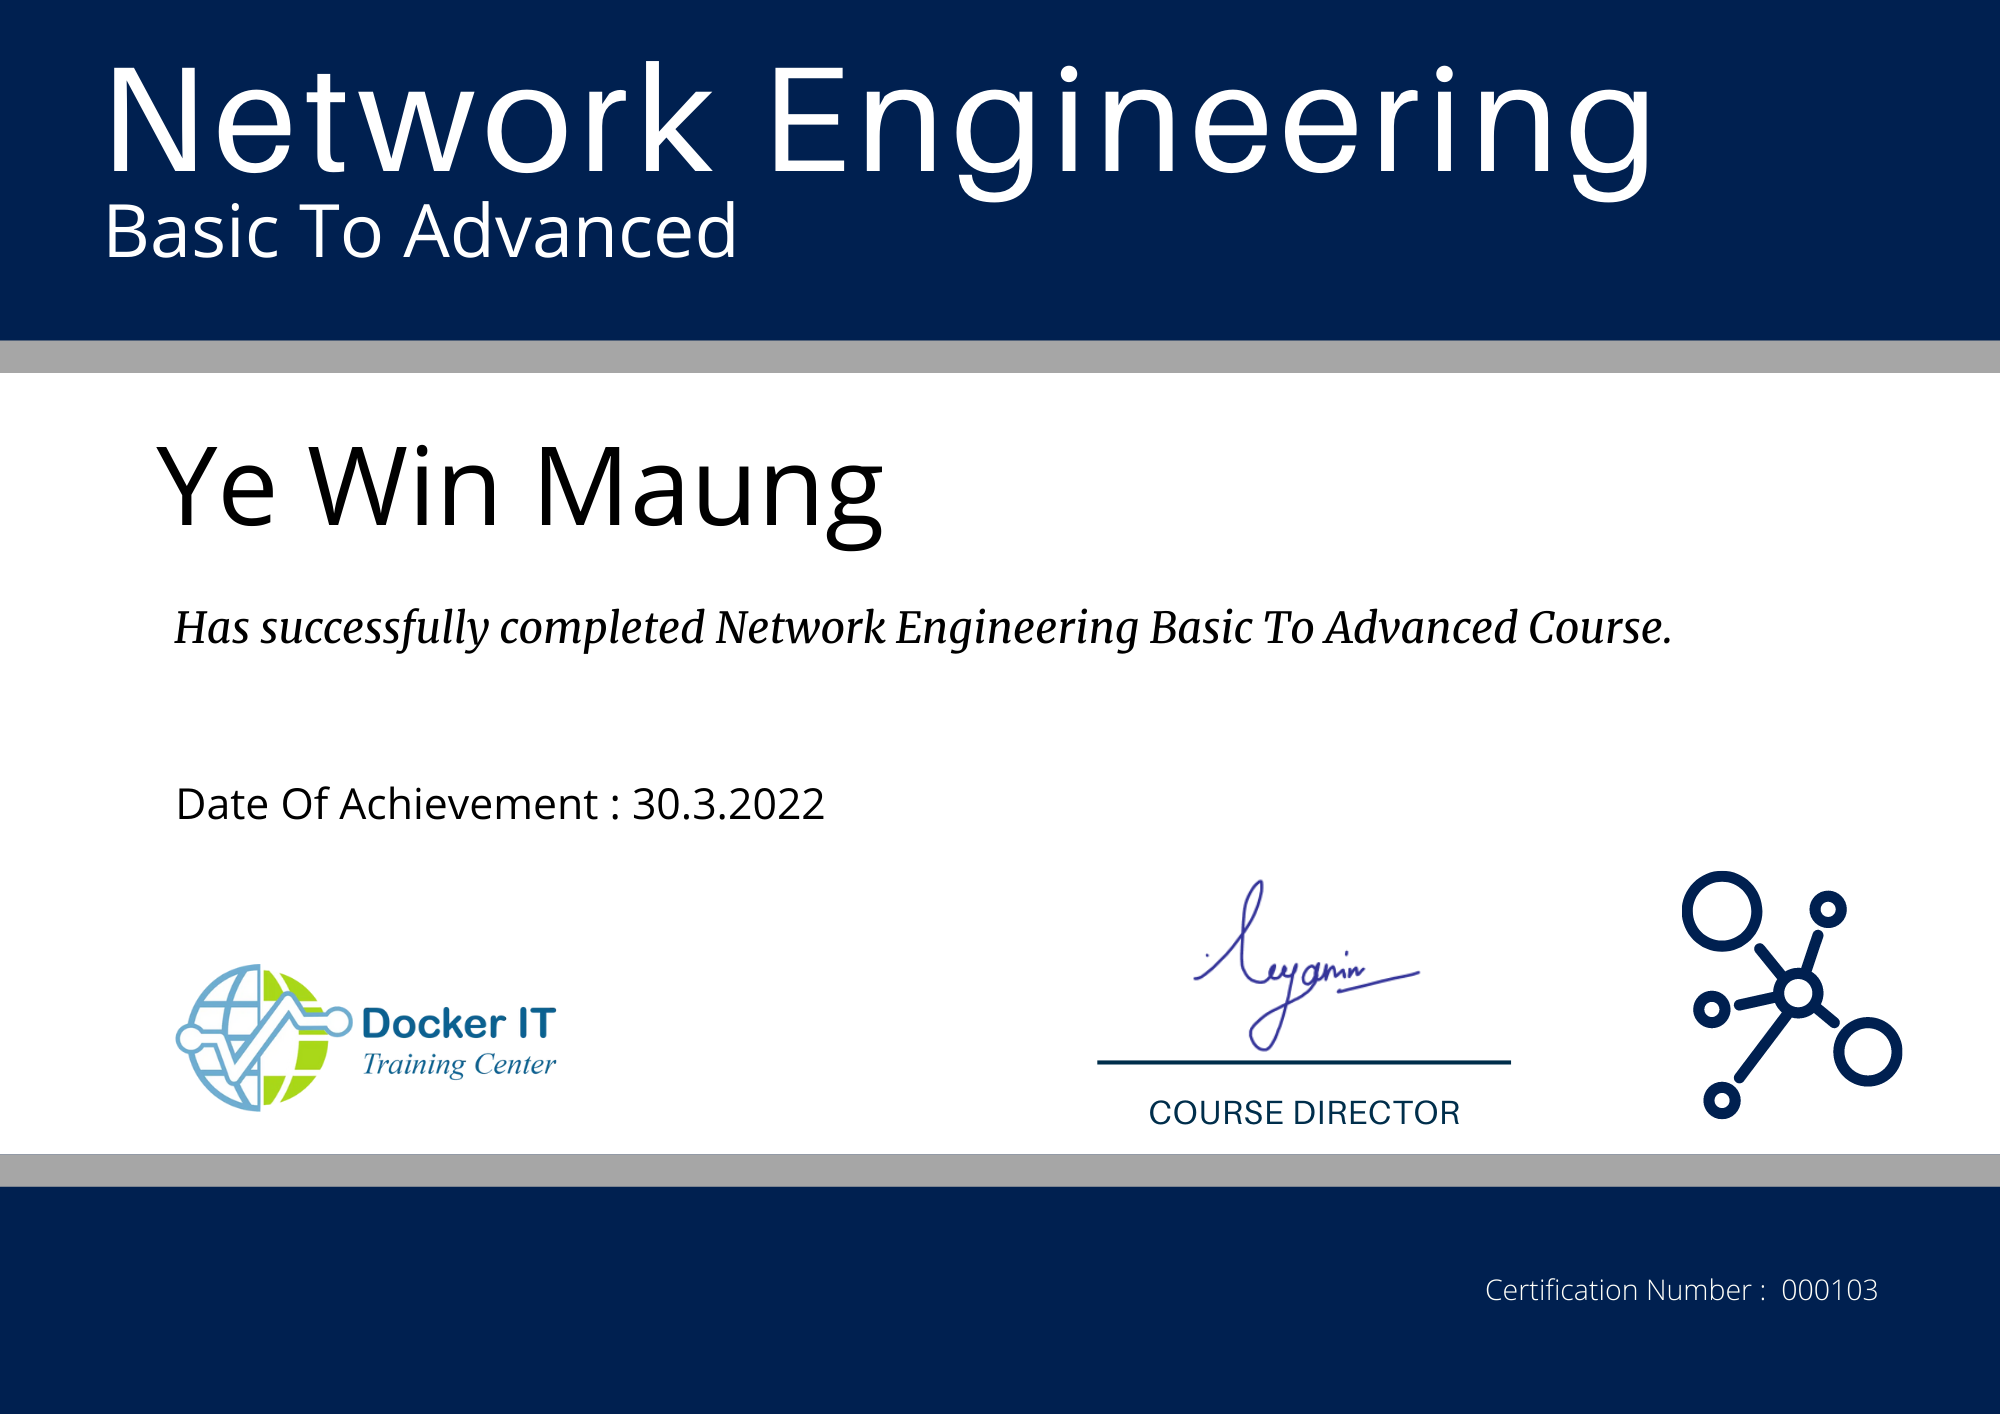 Network Engineering
Basic To Advanced
Ye Win Maung
Has successfully completed Network Engineering Basic To Advanced Course.
Date Of Achievement : 30.3.2022
Docker IT
Training Center
COURSE DIRECTOR
Certification Number : 000103